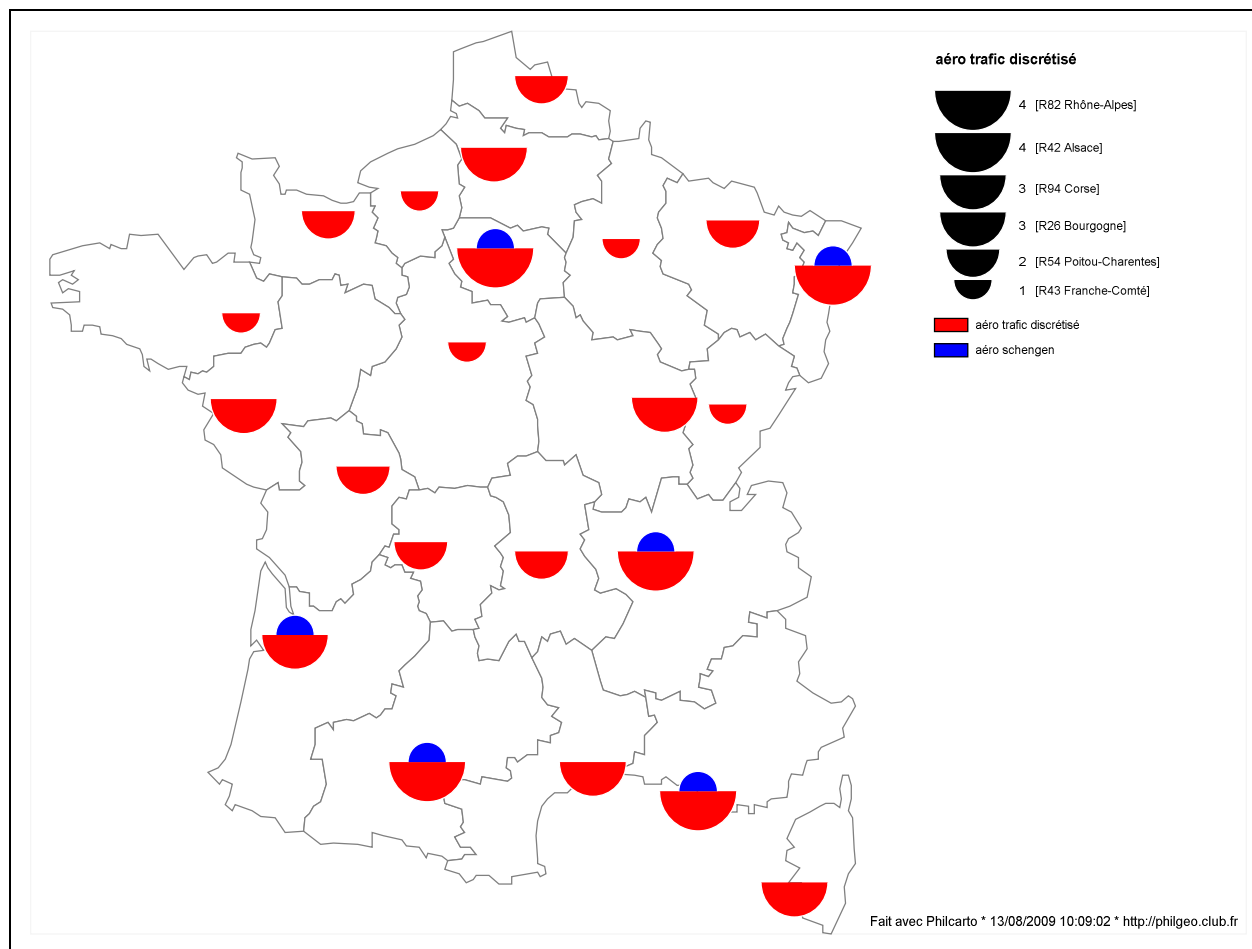 aéro trafic discrétisé
4 [R82 Rhône-Alpes]
4 [R42 Alsace]
3 [R94 Corse]
3 [R26 Bourgogne]
2 [R54 Poitou-Charentes]
1 [R43 Franche-Comté]
aéro trafic discrétisé
aéro schengen
Fait avec Philcarto * 13/08/2009 10:09:02 * http://philgeo.club.fr